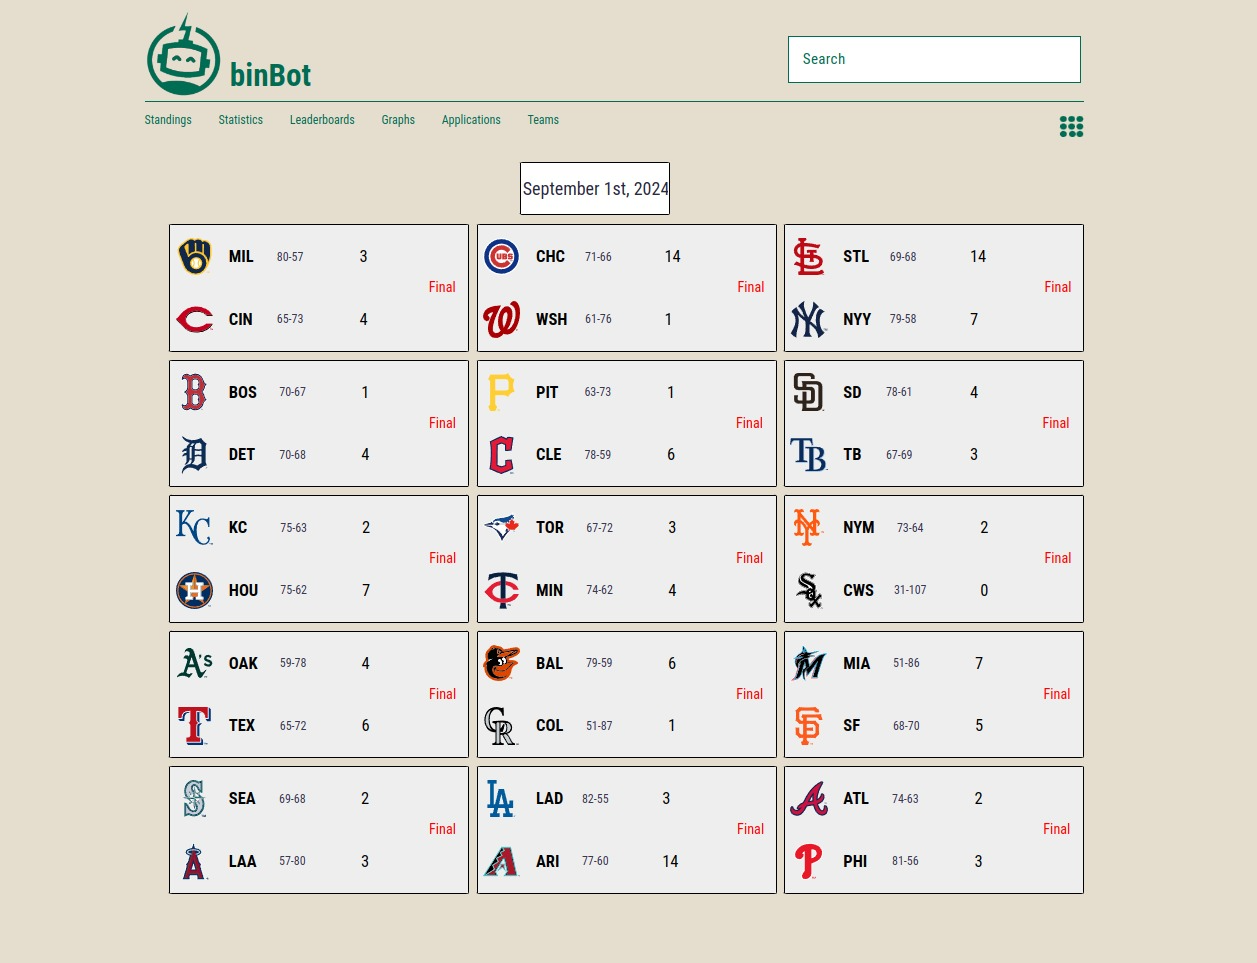 binBot
Search
Standings Statistics Leaderboards Graphs Applications Teams
September 1st, 2024
MIL 80-57 3
Final
CIN 65-73 4
CHC 71-66 14
Final
WSH 61-76 1
STL 69-68 14
Final
NYY 79-58 7
BOS 70-67 1
Final
DET 70-68 4
PIT 63-73 1
Final
CLE 78-59 6
SD 78-61 4
Final
TB 67-69 3
KC 75-63 2
Final
HOU 75-62 7
TOR 67-72 3
Final
MIN 74-62 4
NYM 73-64 2
Final
CWS 31-107 0
OAK 59-78 4
Final
TEX 65-72 6
BAL 79-59 6
Final
COL 51-87 1
MIA 51-86 7
Final
SF 68-70 5
SEA 69-68 2
Final
LAA 57-80 3
LAD 82-55 3
Final
ARI 77-60 14
ATL 74-63 2
Final
PHI 81-56 3